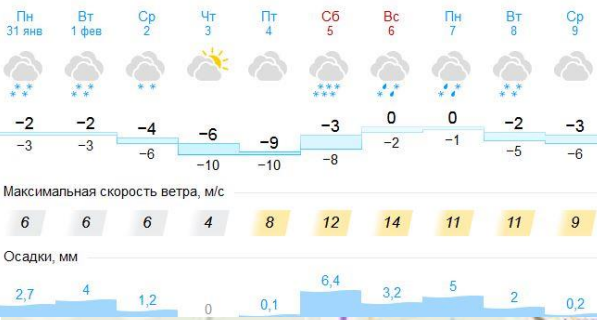 Пн Вт Ср Чт Пт Сб Вс Пн Вт Ср
31 янв 1 фев 2 3 4 5 6 7 8 9
−2 −2 −4 −6 −9 −3 0 0 −2 −3
−3 −3 −6 −10 −10 −8 −2 −1 −5 −6
Максимальная скорость ветра, м/с
6 6 6 4 8 12 14 11 11 9
Осадки, мм
2,7 4 1,2 0 0,1 6,4 3,2 5 2 0,2